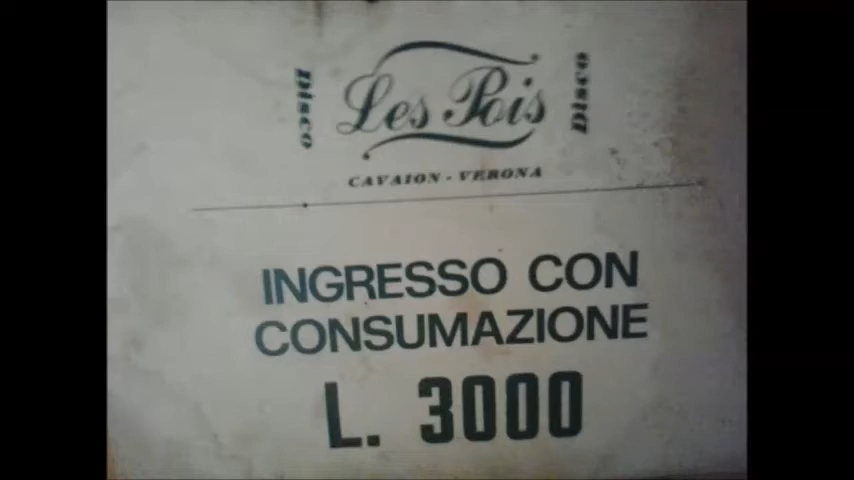 Disco
Les Pois
Disco
CAVAION - VERONA
INGRESSO CON
CONSUMAZIONE
L. 3000